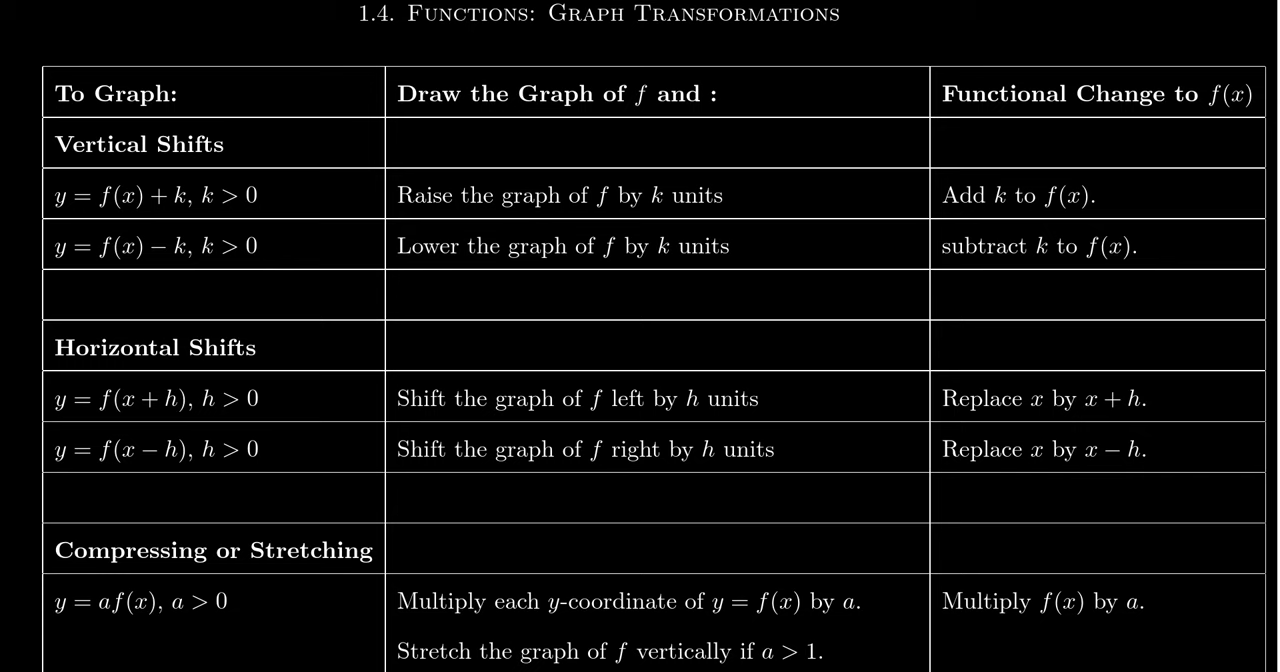 1.4. Functions: Graph Transformations
To Graph: Draw the Graph of f and : Functional Change to f(x)
Vertical Shifts
y = f(x) + k, k > 0 Raise the graph of f by k units Add k to f(x).
y = f(x) − k, k > 0 Lower the graph of f by k units subtract k to f(x).
Horizontal Shifts
y = f(x + h), h > 0 Shift the graph of f left by h units Replace x by x + h.
y = f(x − h), h > 0 Shift the graph of f right by h units Replace x by x − h.
Compressing or Stretching
y = af(x), a > 0 Multiply each y-coordinate of y = f(x) by a. Multiply f(x) by a.
Stretch the graph of f vertically if a > 1.